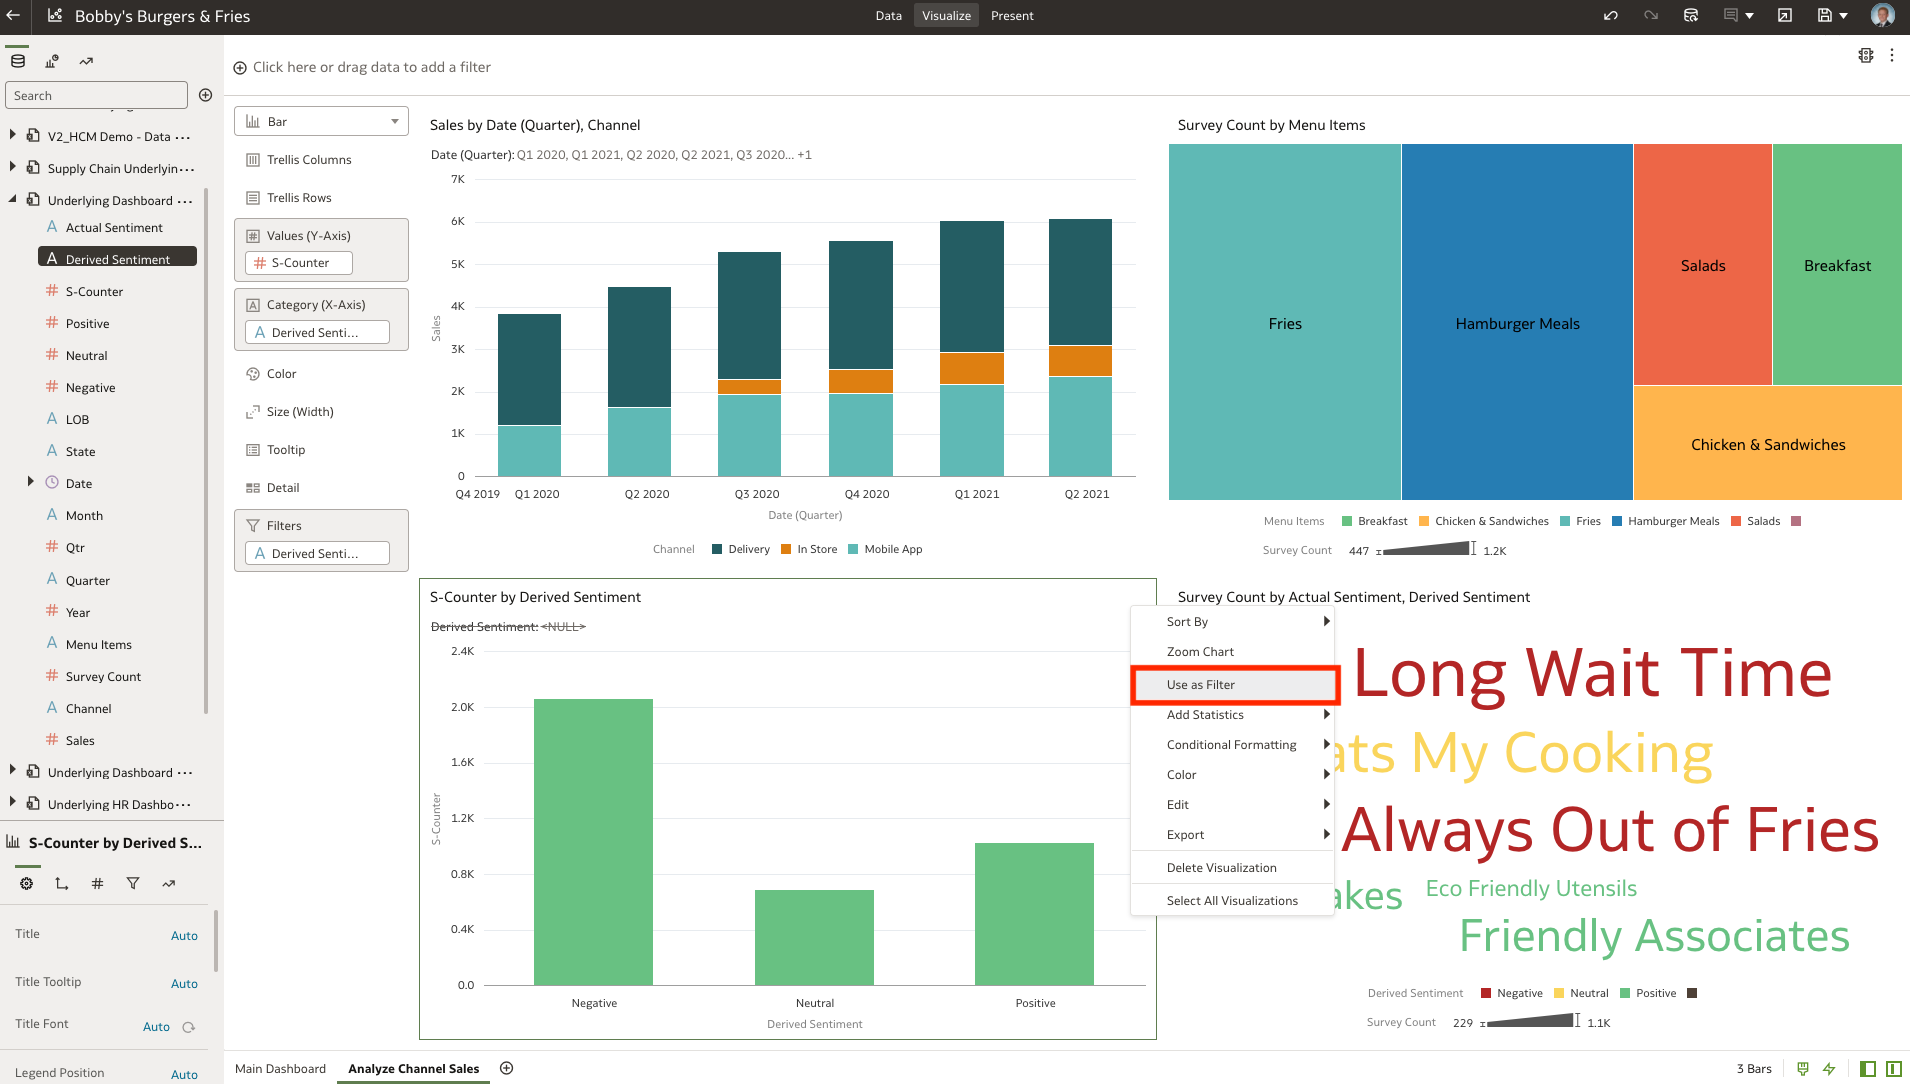 Bobby's Burgers & Fries
Data
Visualize
Present
Search
V2_HCM Demo - Data ...
Supply Chain Underlyin...
Underlying Dashboard ...
Actual Sentiment
Derived Sentiment
S-Counter
Positive
Neutral
Negative
LOB
State
Date
Month
Qtr
Quarter
Year
Menu Items
Survey Count
Channel
Sales
Underlying Dashboard ...
Underlying HR Dashbo...
S-Counter by Derived S...
Title
Auto
Title Tooltip
Auto
Title Font
Auto
Legend Position
Auto
Click here or drag data to add a filter
Bar
Trellis Columns
Trellis Rows
Values (Y-Axis)
S-Counter
Category (X-Axis)
Derived Senti...
Color
Size (Width)
Tooltip
Detail
Filters
Derived Senti...
Sales by Date (Quarter), Channel
Date (Quarter): Q1 2020, Q1 2021, Q2 2020, Q2 2021, Q3 2020... +1
7K
6K
5K
4K
3K
2K
1K
0
Sales
Q4 2019 Q1 2020 Q2 2020 Q3 2020 Q4 2020 Q1 2021 Q2 2021
Date (Quarter)
Channel Delivery In Store Mobile App
Survey Count by Menu Items
Fries
Hamburger Meals
Salads
Breakfast
Chicken & Sandwiches
Menu Items Breakfast Chicken & Sandwiches Fries Hamburger Meals Salads
Survey Count 447 1.2K
S-Counter by Derived Sentiment
Derived Sentiment: <NULL>
2.4K
2.0K
1.6K
1.2K
0.8K
0.4K
0.0
S-Counter
Negative Neutral Positive
Derived Sentiment
Sort By
Zoom Chart
Use as Filter
Add Statistics
Conditional Formatting
Color
Edit
Export
Delete Visualization
Select All Visualizations
Survey Count by Actual Sentiment, Derived Sentiment
Long Wait Time
ats My Cooking
Always Out of Fries
akes
Eco Friendly Utensils
Friendly Associates
Derived Sentiment Negative Neutral Positive
Survey Count 229 1.1K
Main Dashboard
Analyze Channel Sales
3 Bars